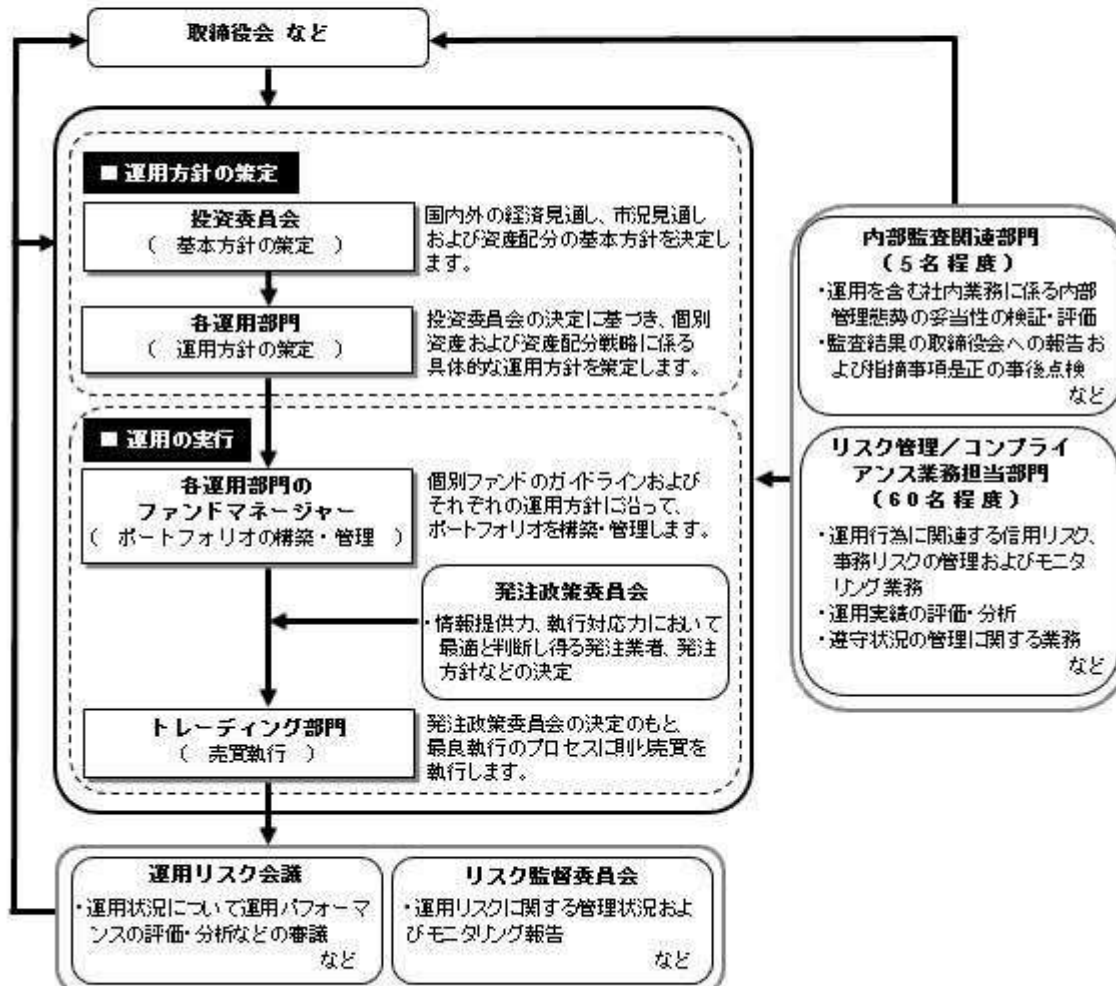 取締役会 など
■ 運用方針の策定
投資委員会
( 基本方針の策定 )
国内外の経済見通し、市況見通し
および資産配分の基本方針を決定し
ます。
各運用部門
( 運用方針の策定 )
投資委員会の決定に基づき、個別
資産および資産配分戦略に係る
具体的な運用方針を策定します。
■ 運用の実行
各運用部門の
ファンドマネージャー
( ポートフォリオの構築・管理 )
個別ファンドのガイドラインおよび
それぞれの運用方針に沿って、
ポートフォリオを構築・管理します。
発注政策委員会
・情報提供力、執行対応力において
最適と判断し得る発注業者、発注
方針などの決定
トレーディング部門
( 売買執行 )
発注政策委員会の決定のもと、
最良執行のプロセスに則り売買を
執行します。
内部監査関連部門
(5名程度)
・運用を含む社内業務に係る内部
管理態勢の妥当性の検証・評価
・監査結果の取締役会への報告お
よび指摘事項是正の事後点検
など
リスク管理/コンプライ
アンス業務担当部門
(60名程度)
・運用行為に関連する信用リスク、
事務リスクの管理およびモニタ
リング業務
・運用実績の評価・分析
・遵守状況の管理に関する業務
など
運用リスク会議
・運用状況について運用パフォーマ
ンスの評価・分析などの審議
など
リスク監督委員会
・運用リスクに関する管理状況およ
びモニタリング報告
など